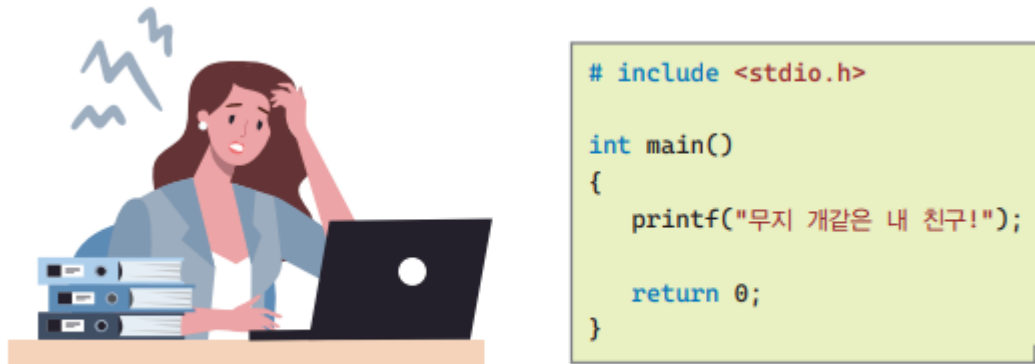 # include <stdio.h>
int main()
{
printf("무지 개같은 내 친구!");
return 0;
}